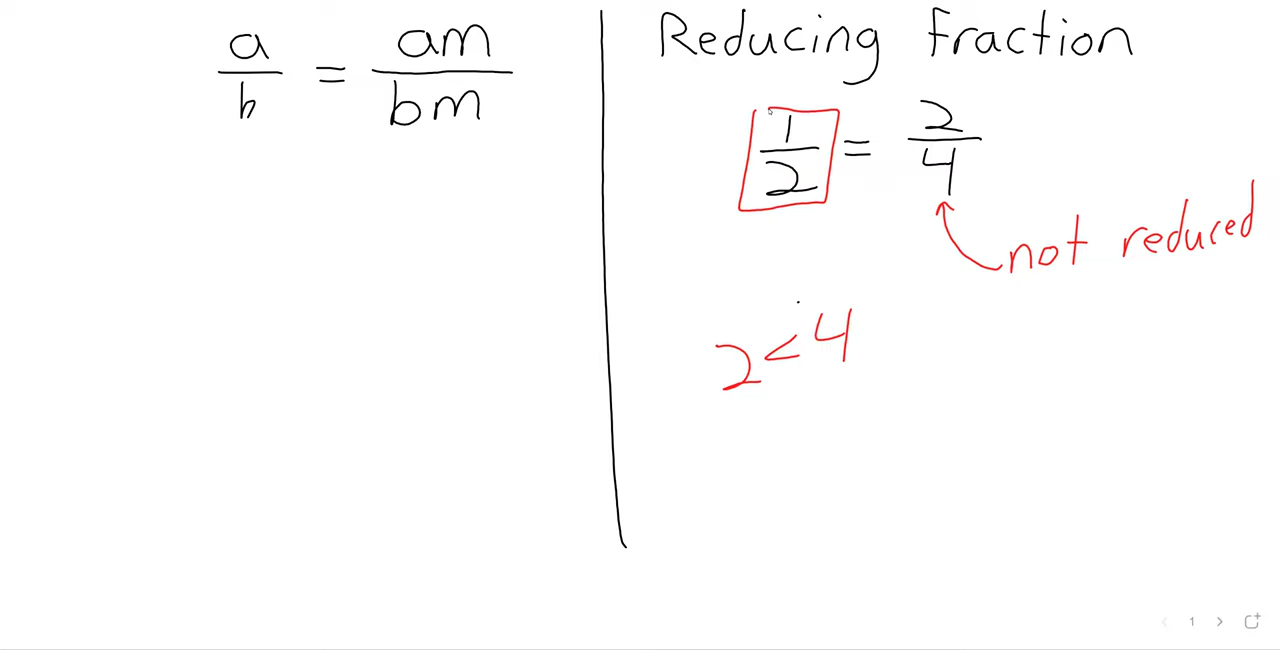 a/b = am/bm
Reducing fraction
1/2 = 2/4
not reduced
2 < 4
1